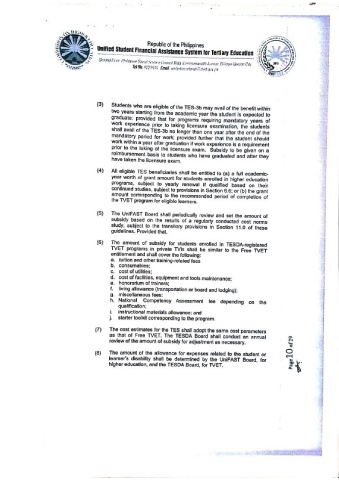 Republic of the Philippines
Unified Student Financial Assistance System for Tertiary Education
(3) Students who are eligible of the TES-3b may avail of the benefit within
two years starting from the academic year the student is expected to
graduate; provided that for programs requiring mandatory years of
work experience prior to taking licensure examination, the students
shall avail of the TES-3b no longer than one year after the end of the
mandatory period for work; provided further that the student should
work within a year after graduation if work experience is a requirement
prior to the taking of the licensure exam. Subsidy to be given on a
reimbursement basis to students who have graduated and after they
have taken the licensure exam.
(4) All eligible TES beneficiaries shall be entitled to (a) a full academic-
year worth of grant amount for students enrolled in higher education
programs, subject to yearly renewal if qualified based on their
continued studies, subject to provisions in Section 6.6; or (b) the grant
amount corresponding to the recommended period of completion of
the TVET program for eligible learners.
(5) The UniFAST Board shall periodically review and set the amount of
subsidy based on the results of a regularly conducted cost norms
study, subject to the transitory provisions in Section 11.0 of these
guidelines. Provided that.
(6) The amount of subsidy for students enrolled in TESDA-registered
TVET programs in private TVIs shall be similar to the Free TVET
entitlement and shall cover the following:
a. tuition and other training-related fees
b. consumables;
c. cost of utilities;
d. cost of facilities, equipment and tools maintenance;
e. honorarium of trainers;
f. living allowance (transportation or board and lodging);
g. miscellaneous fees;
h. National Competency Assessment fee depending on the
qualification;
i. instructional materials allowance; and
j. starter toolkit corresponding to the program.
(7) The cost estimates for the TES shall adopt the same cost parameters
as that of Free TVET. The TESDA Board shall conduct an annual
review of the amount of subsidy for adjustment as necessary.
(8) The amount of the allowance for expenses related to the student or
learner's disability shall be determined by the UniFAST Board, for
higher education, and the TESDA Board, for TVET.
Page 10 of 29